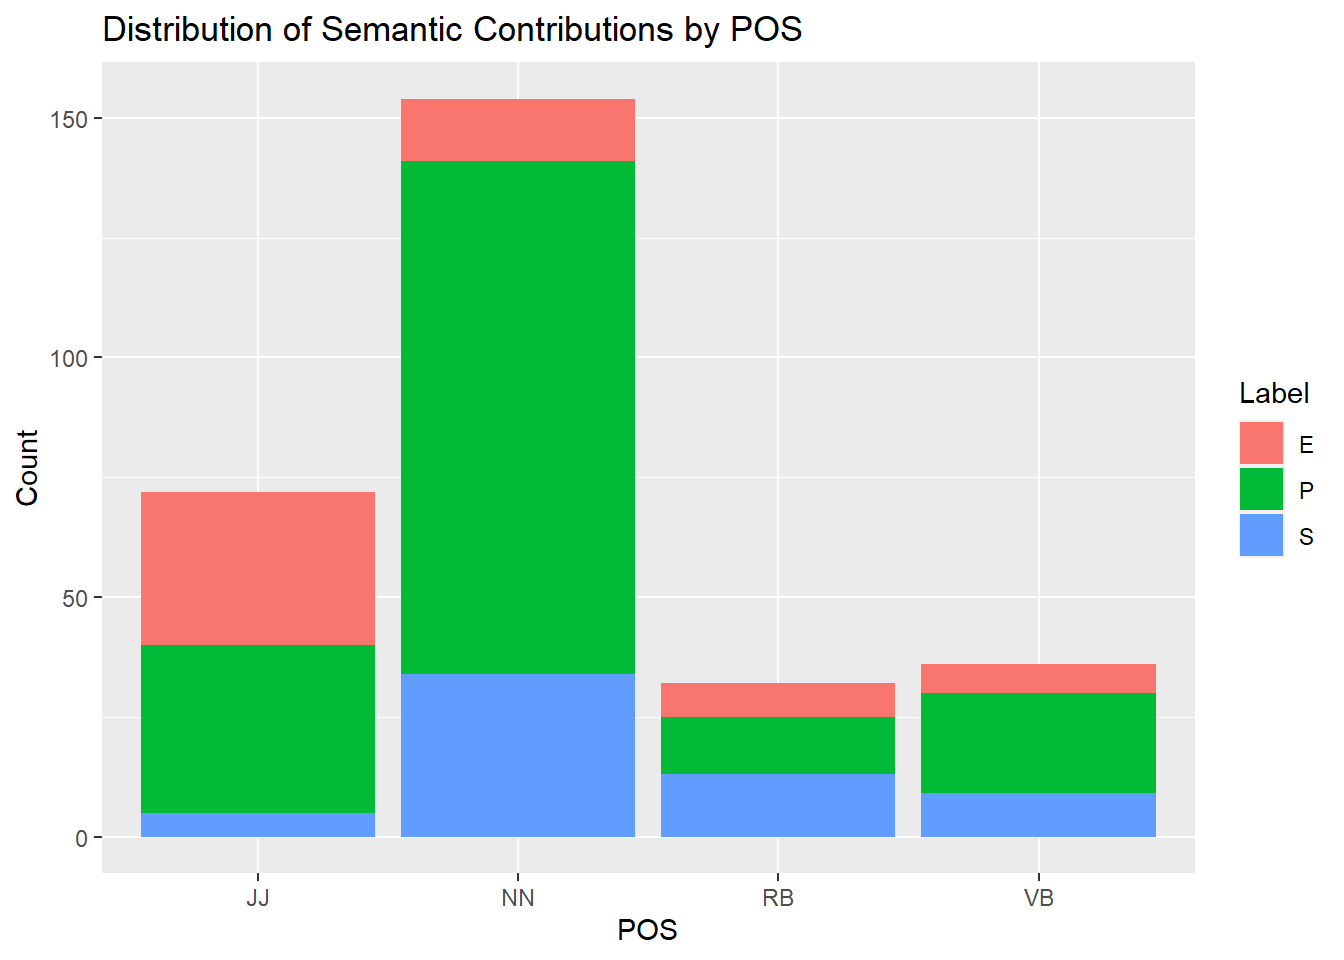 Distribution of Semantic Contributions by POS
150
100
50
0
Count
JJ
NN
RB
VB
POS
Label
E
P
S